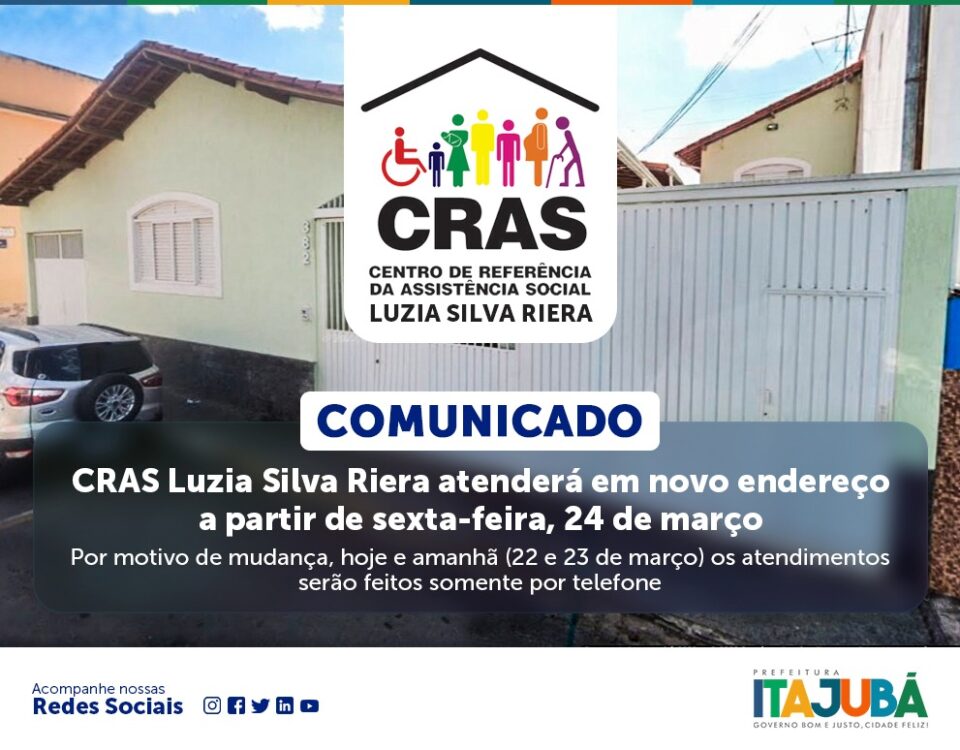 CRAS
CENTRO DE REFERÊNCIA
DA ASSISTÊNCIA SOCIAL
LUZIA SILVA RIERA
382
COMUNICADO
CRAS Luzia Silva Riera atenderá em novo endereço
a partir de sexta-feira, 24 de março
Por motivo de mudança, hoje e amanhã (22 e 23 de março) os atendimentos
serão feitos somente por telefone
Acompanhe nossas
Redes Sociais
PREFEITURA
ITAJUBÁ
GOVERNO BOM E JUSTO, CIDADE FELIZ!